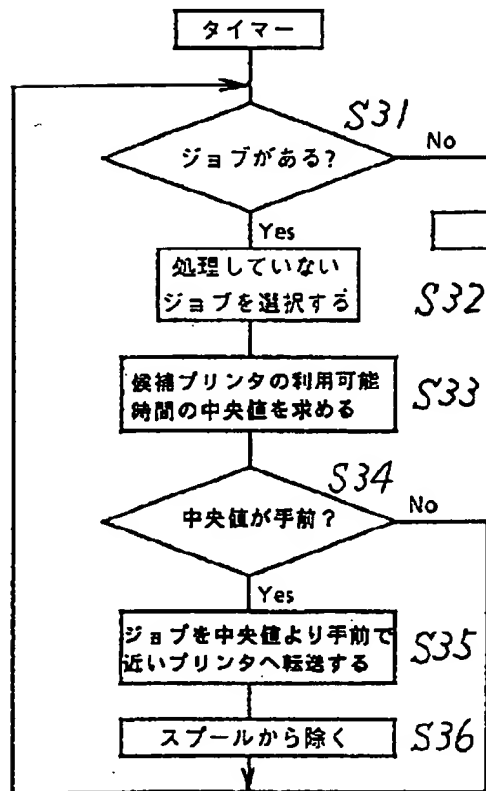 タイマー
S31
ジョブがある?
No
Yes
処理していない
ジョブを選択する
S32
候補プリンタの利用可能
時間の中央値を求める
S33
S34
中央値が手前?
No
Yes
ジョブを中央値より手前で
近いプリンタへ転送する
S35
スプールから除く
S36